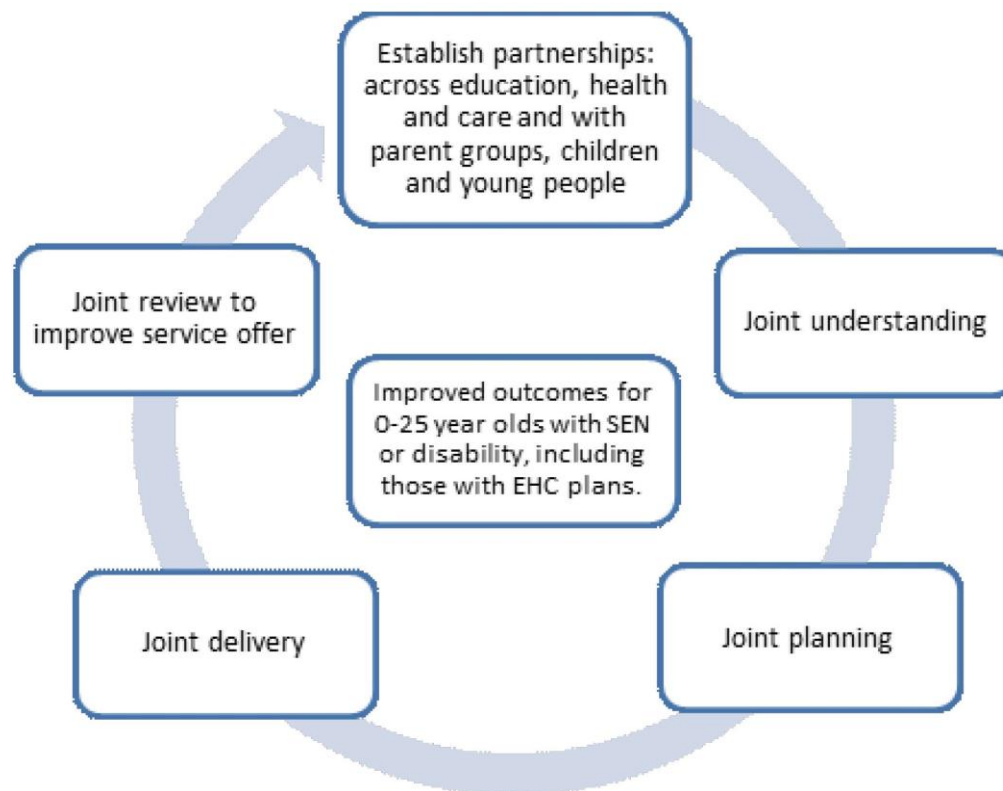 Establish partnerships:
across education, health
and care and with
parent groups, children
and young people
Joint understanding
Joint planning
Joint delivery
Joint review to
improve service offer
Improved outcomes for
0-25 year olds with SEN
or disability, including
those with EHC plans.